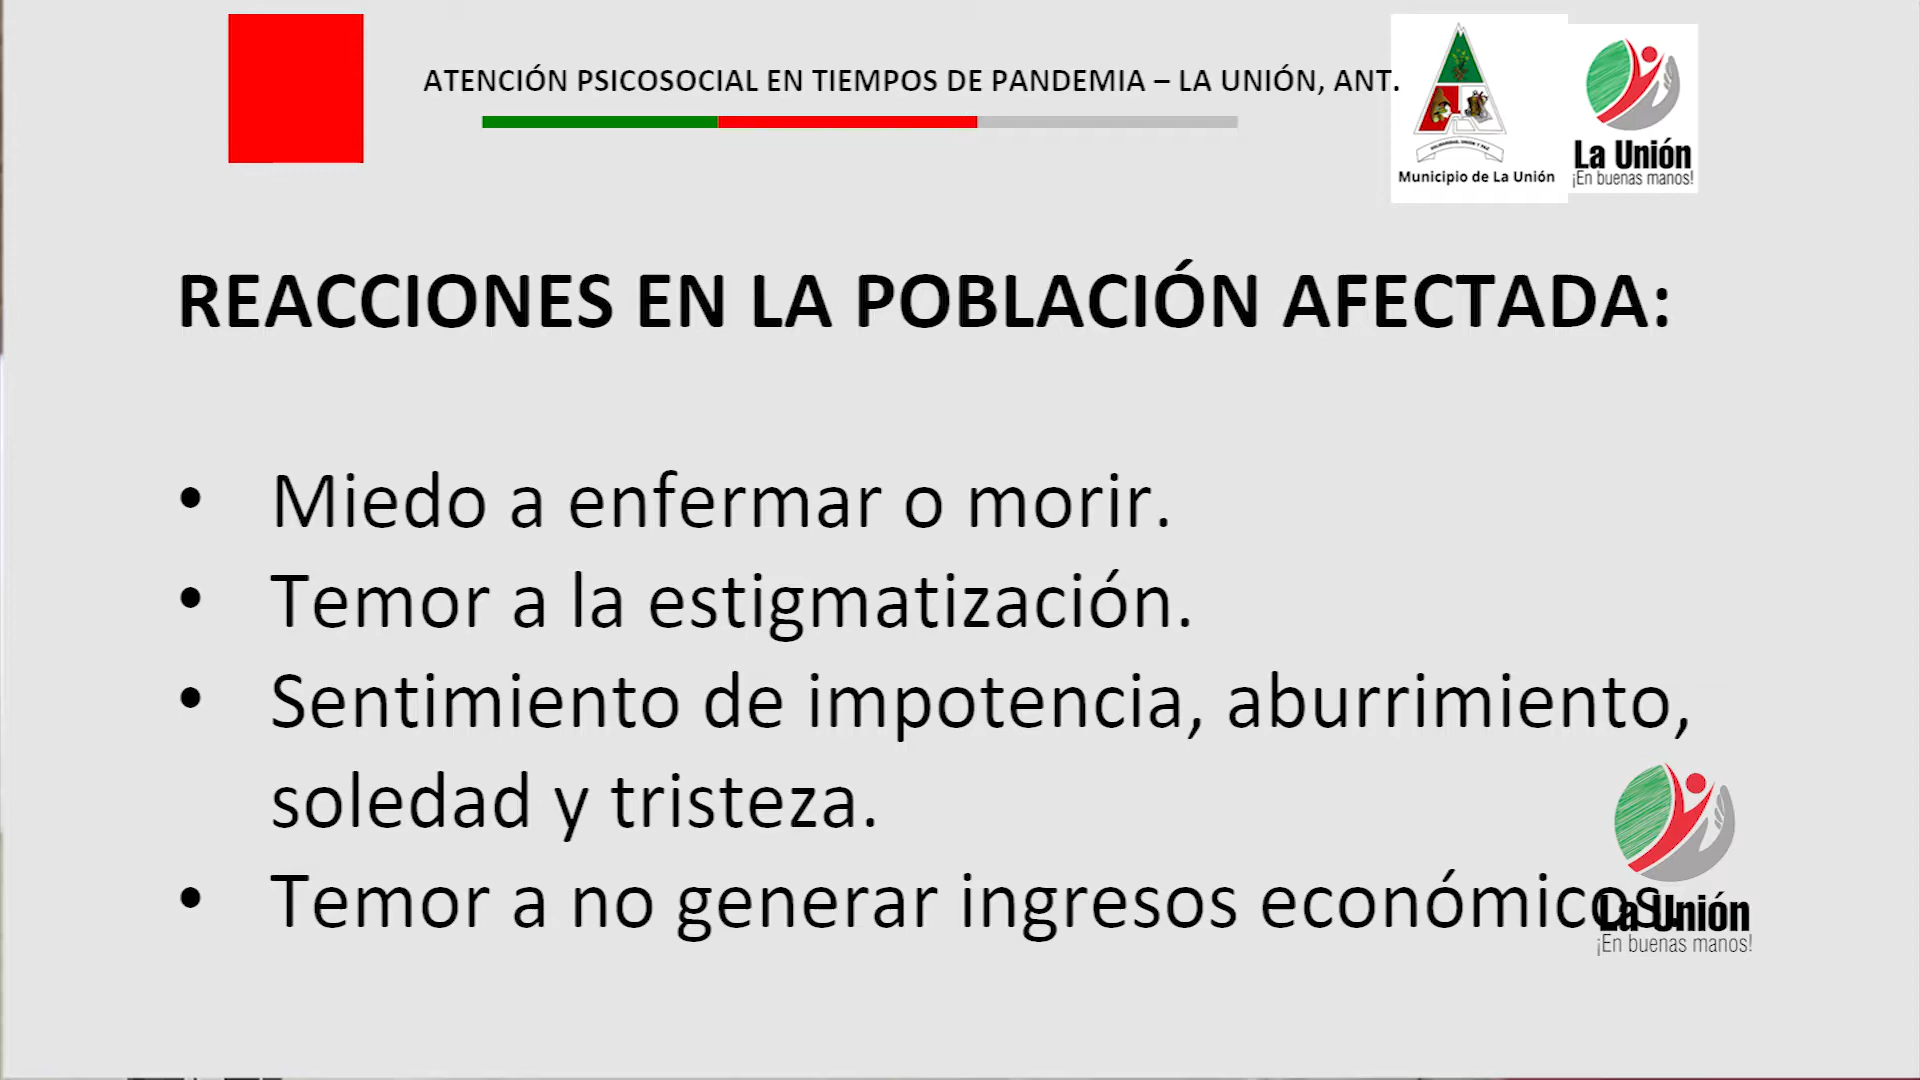 ATENCIÓN PSICOSOCIAL EN TIEMPOS DE PANDEMIA – LA UNIÓN, ANT.
Municipio de La Unión
La Unión
¡En buenas manos!
REACCIONES EN LA POBLACIÓN AFECTADA:
• Miedo a enfermar o morir.
• Temor a la estigmatización.
• Sentimiento de impotencia, aburrimiento,
soledad y tristeza.
• Temor a no generar ingresos económicos.
La Unión
¡En buenas manos!